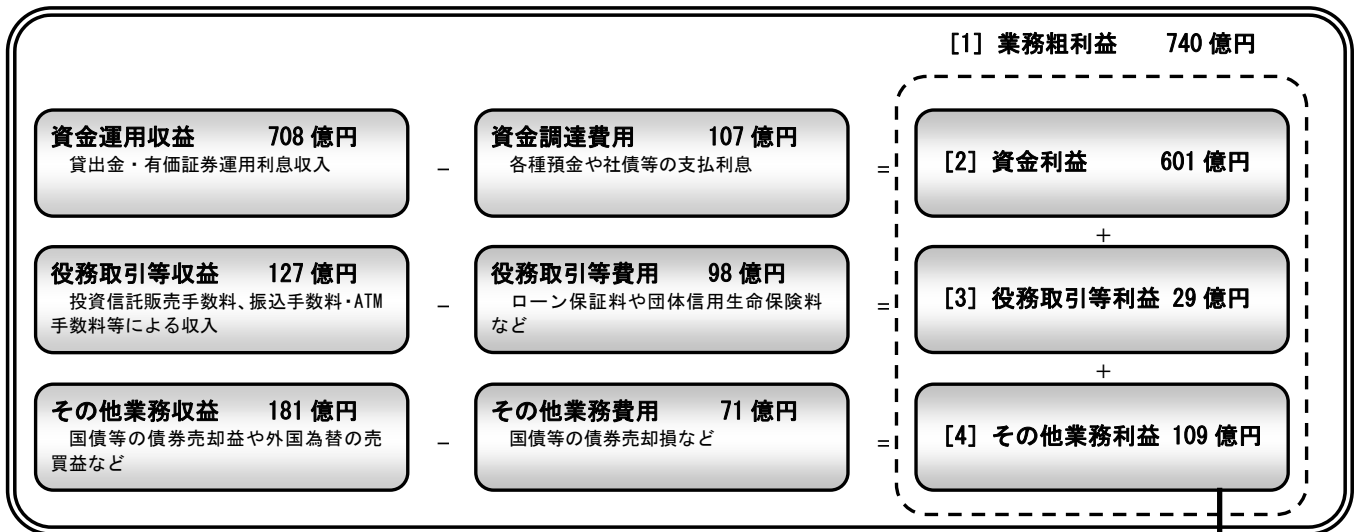 [1] 業務粗利益 740 億円
資金運用収益 708 億円
貸出金・有価証券運用利息収入
－
資金調達費用 107 億円
各種預金や社債等の支払利息
=
[2] 資金利益 601 億円
+
役務取引等収益 127 億円
投資信託販売手数料、振込手数料・ATM
手数料等による収入
－
役務取引等費用 98 億円
ローン保証料や団体信用生命保険料
など
=
[3] 役務取引等利益 29 億円
+
その他業務収益 181 億円
国債等の債券売却益や外国為替の売
買益など
－
その他業務費用 71 億円
国債等の債券売却損など
=
[4] その他業務利益 109 億円